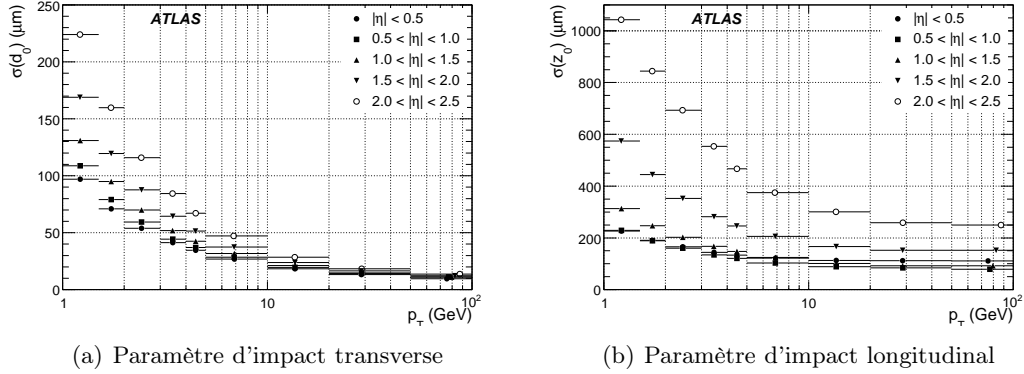 250
200
150
100
50
0
σ(d₀) (μm)
ATLAS
|η| < 0.5
0.5 < |η| < 1.0
1.0 < |η| < 1.5
1.5 < |η| < 2.0
2.0 < |η| < 2.5
1 10 10²
p_T (GeV)
(a) Paramètre d'impact transverse
1000
800
600
400
200
0
σ(z₀) (μm)
ATLAS
|η| < 0.5
0.5 < |η| < 1.0
1.0 < |η| < 1.5
1.5 < |η| < 2.0
2.0 < |η| < 2.5
1 10 10²
p_T (GeV)
(b) Paramètre d'impact longitudinal